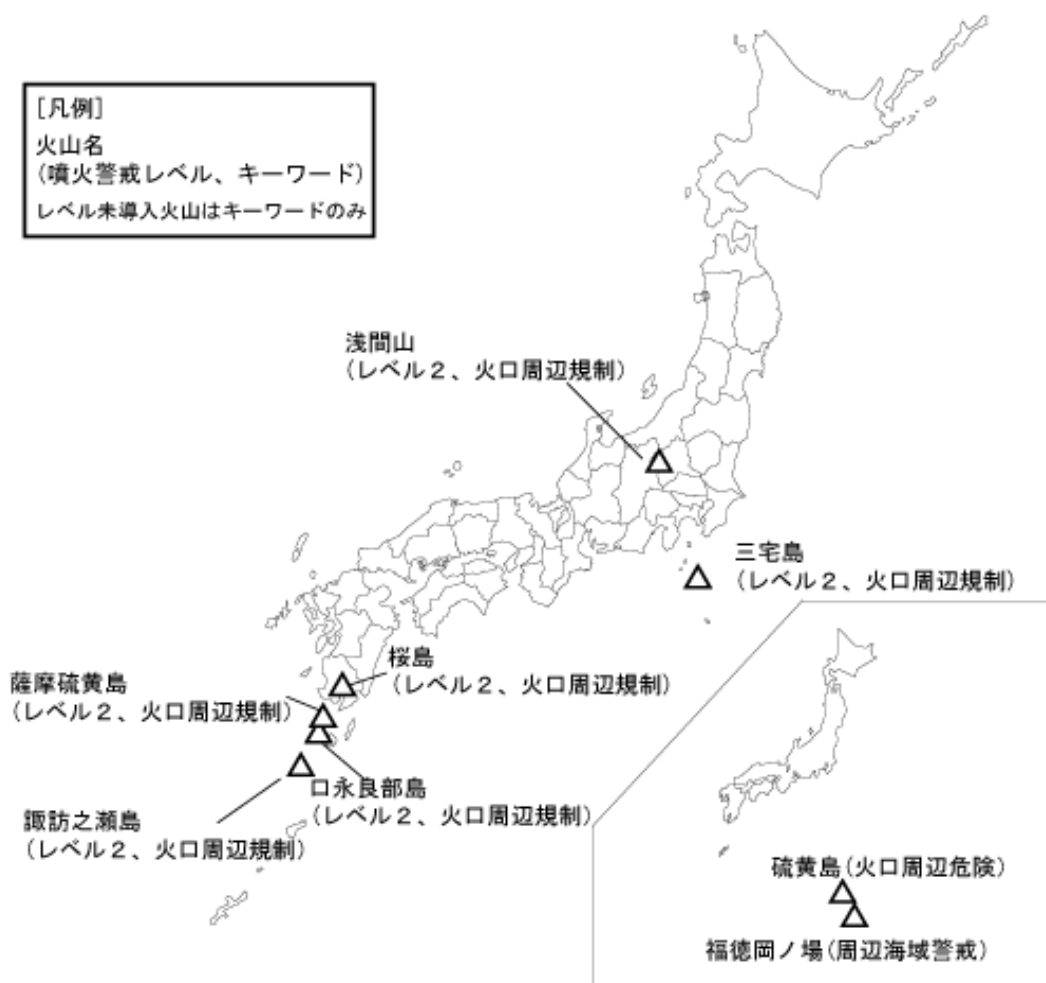 [凡例]
火山名
(噴火警戒レベル、キーワード)
レベル未導入火山はキーワードのみ
浅間山
(レベル２、火口周辺規制)
三宅島
(レベル２、火口周辺規制)
桜島
(レベル２、火口周辺規制)
薩摩硫黄島
(レベル２、火口周辺規制)
口永良部島
(レベル２、火口周辺規制)
諏訪之瀬島
(レベル２、火口周辺規制)
硫黄島(火口周辺危険)
福徳岡ノ場(周辺海域警戒)